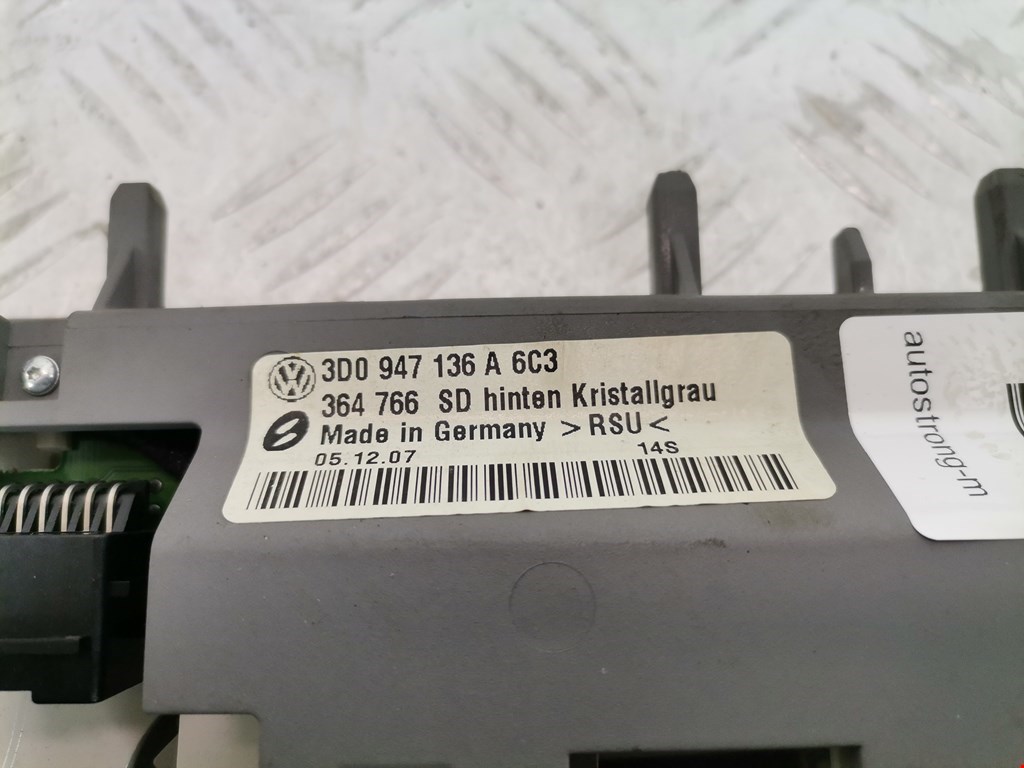 3D0 947 136 A 6C3
364 766 SD hinten Kristallgrau
Made in Germany >RSU<
05.12.07 14S
autostrong-m